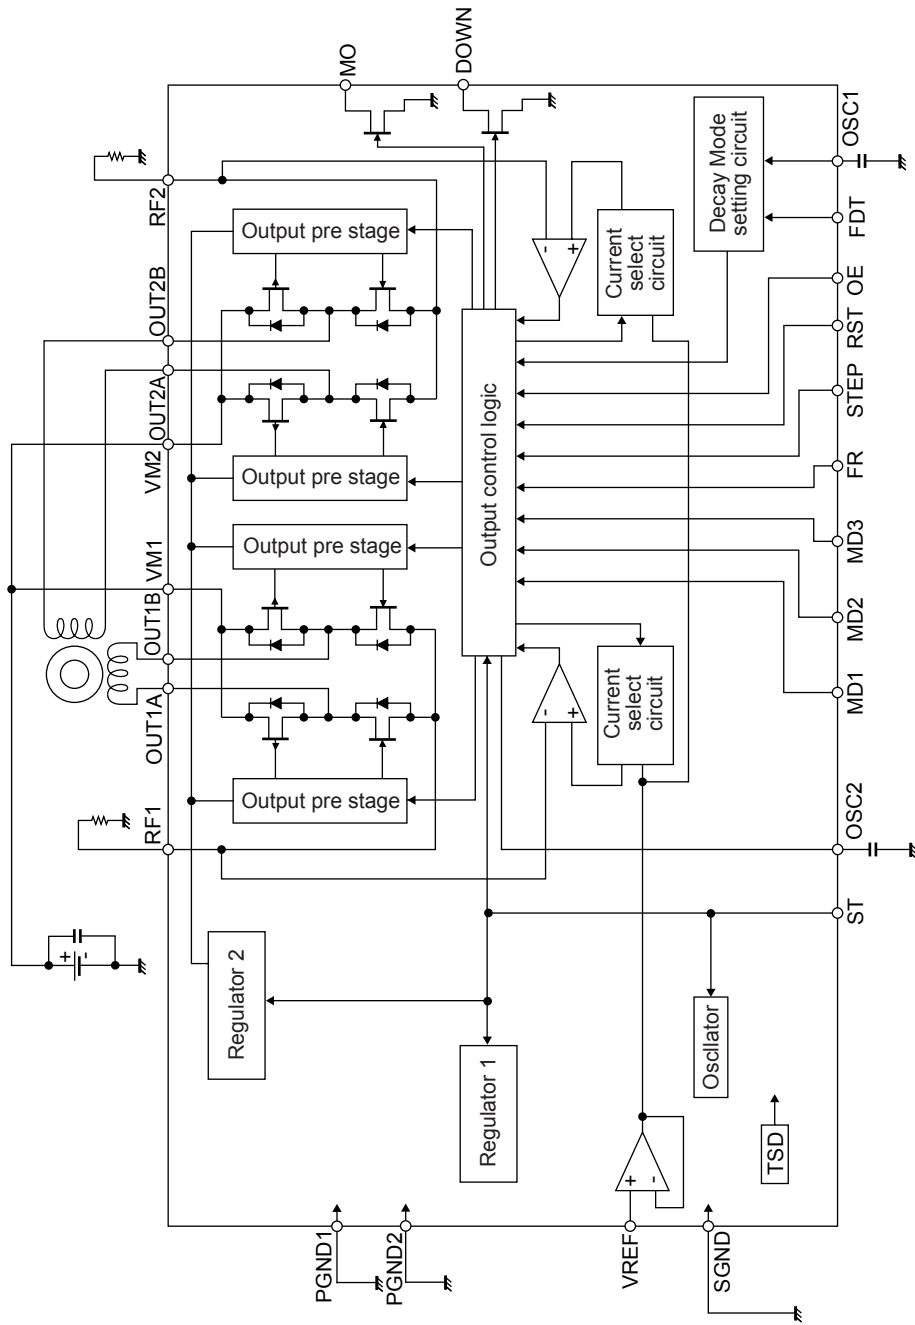 MO
DOWN
RF2
OUT2B
OUT2A
VM2
VM1
OUT1B
OUT1A
RF1
+
-
Output pre stage
Output pre stage
Output pre stage
Output pre stage
Output control logic
-
+
Current
select
circuit
Decay Mode
setting circuit
-
+
Current
select
circuit
Regulator 2
Regulator 1
Oscllator
TSD
+
-
OSC1
FDT
OE
RST
STEP
FR
MD3
MD2
MD1
OSC2
ST
PGND1
PGND2
VREF
SGND